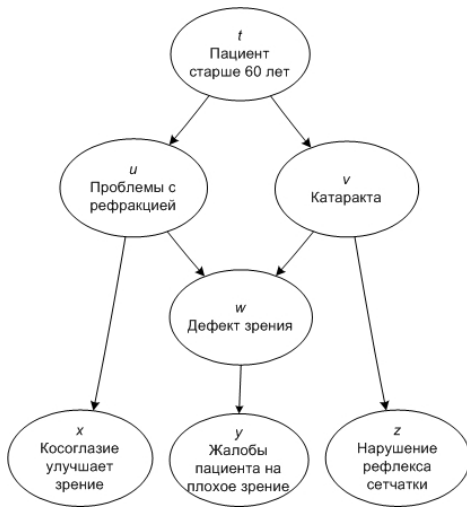 t
Пациент
старше 60 лет
u
Проблемы с
рефракцией
v
Катаракта
w
Дефект зрения
x
Косоглазие
улучшает
зрение
y
Жалобы
пациента на
плохое зрение
z
Нарушение
рефлекса
сетчатки